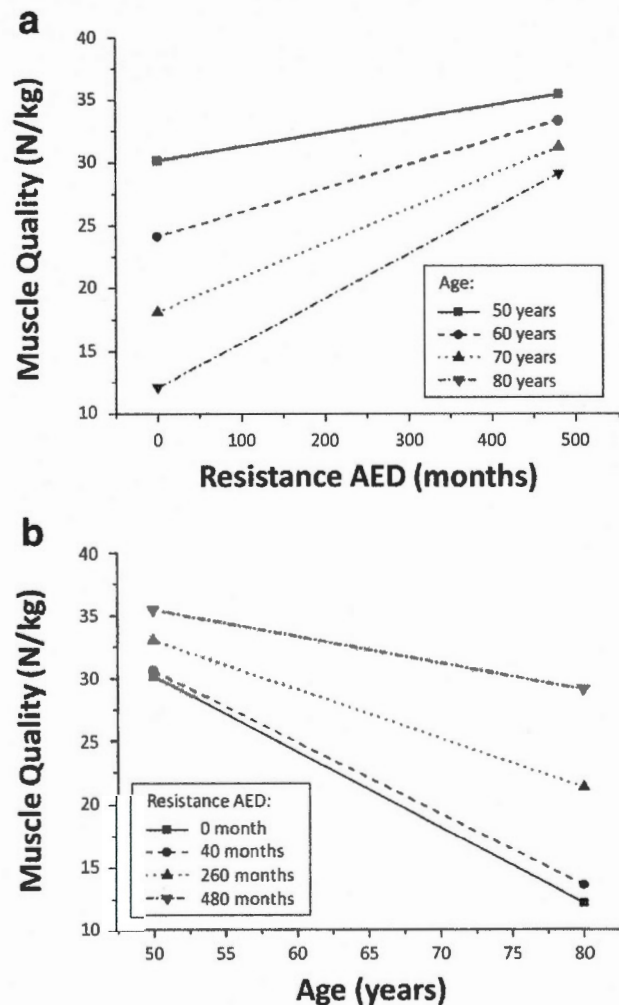 a
Muscle Quality (N/kg)
40
35
30
25
20
15
10
Age:
50 years
60 years
70 years
80 years
0
100
200
300
400
500
Resistance AED (months)
b
Muscle Quality (N/kg)
40
35
30
25
20
15
10
Resistance AED:
0 month
40 months
260 months
480 months
50
55
60
65
70
75
80
Age (years)